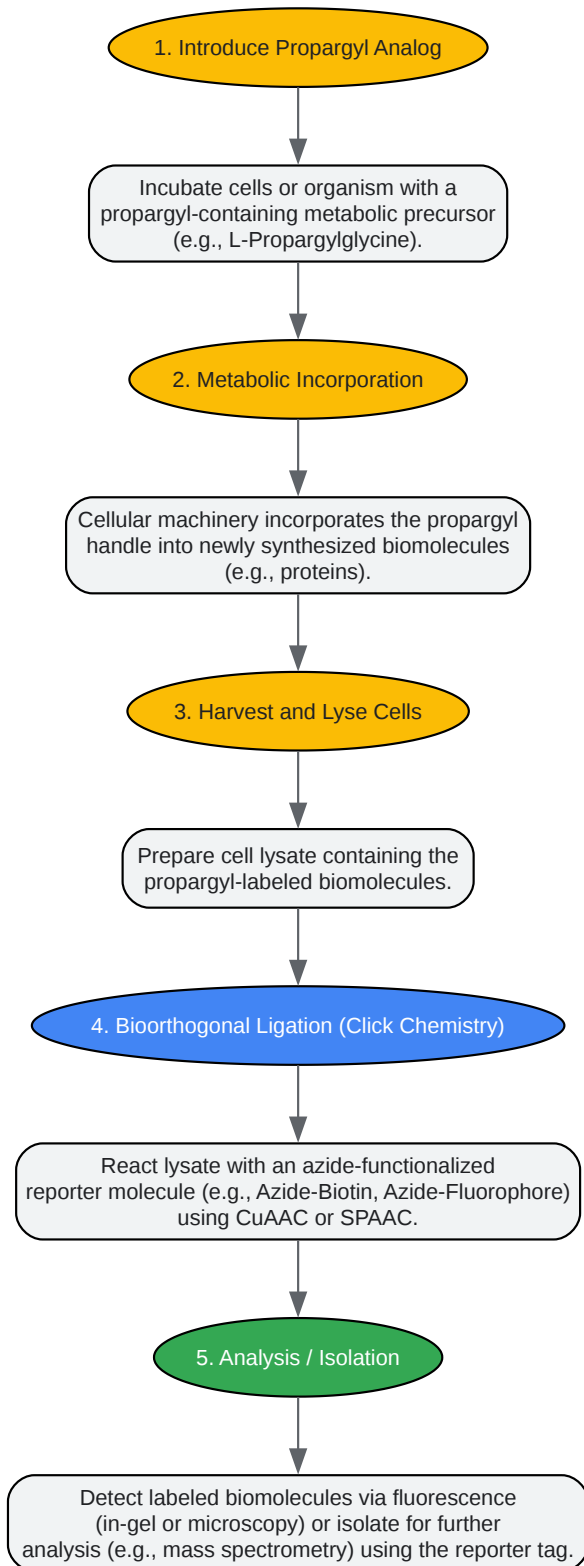 1. Introduce Propargyl Analog
Incubate cells or organism with a
propargyl-containing metabolic precursor
(e.g., L-Propargylglycine).
2. Metabolic Incorporation
Cellular machinery incorporates the propargyl
handle into newly synthesized biomolecules
(e.g., proteins).
3. Harvest and Lyse Cells
Prepare cell lysate containing the
propargyl-labeled biomolecules.
4. Bioorthogonal Ligation (Click Chemistry)
React lysate with an azide-functionalized
reporter molecule (e.g., Azide-Biotin, Azide-Fluorophore)
using CuAAC or SPAAC.
5. Analysis / Isolation
Detect labeled biomolecules via fluorescence
(in-gel or microscopy) or isolate for further
analysis (e.g., mass spectrometry) using the reporter tag.